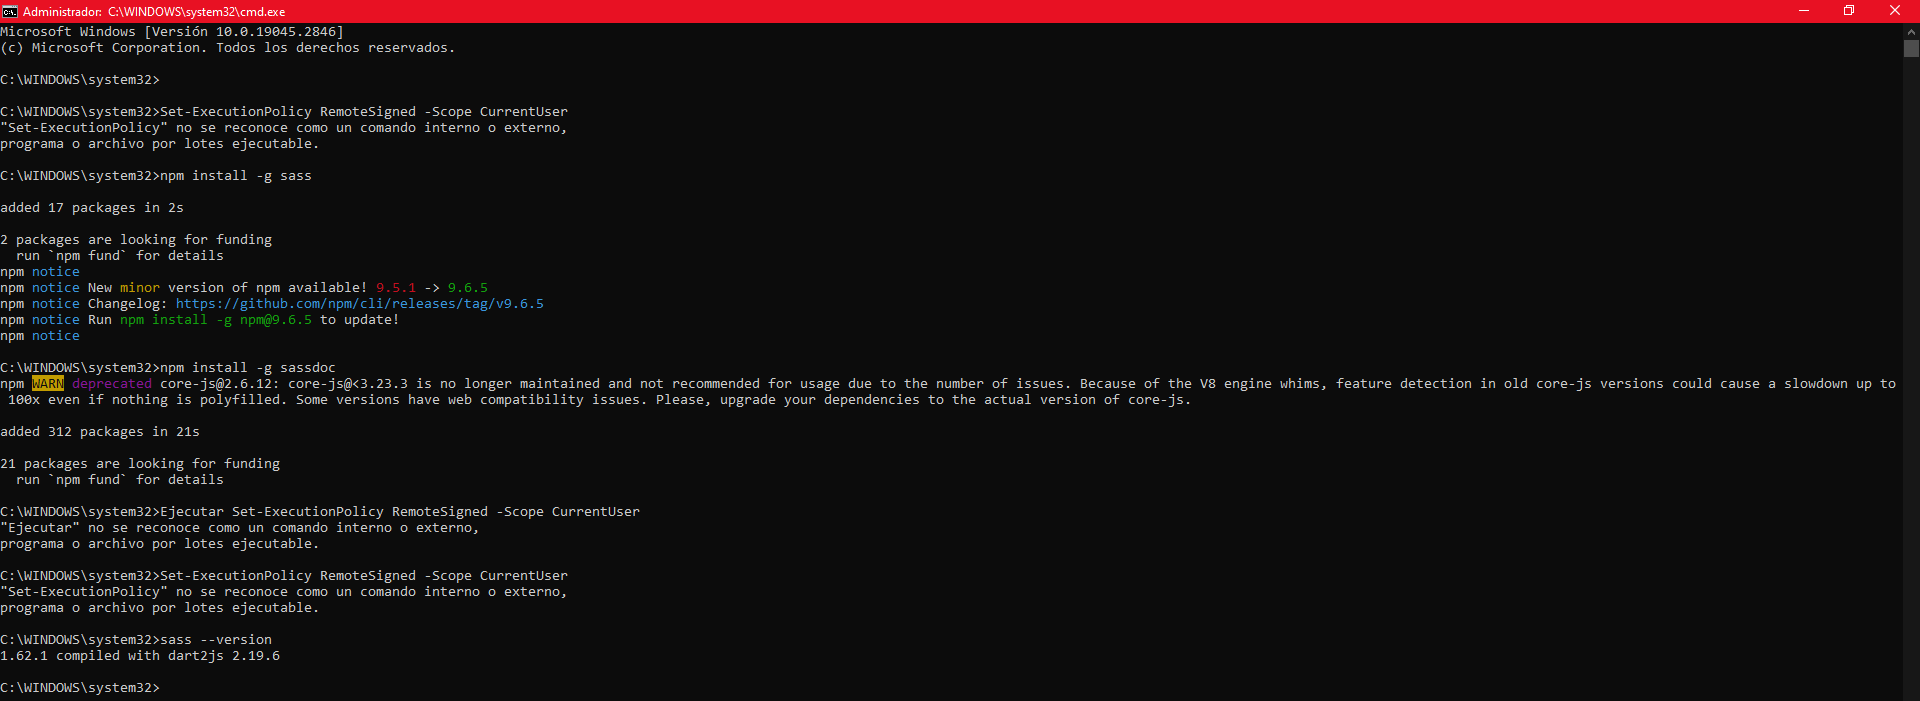 Administrador: C:\WINDOWS\system32\cmd.exe
Microsoft Windows [Versión 10.0.19045.2846]
(c) Microsoft Corporation. Todos los derechos reservados.
C:\WINDOWS\system32>
C:\WINDOWS\system32>Set-ExecutionPolicy RemoteSigned -Scope CurrentUser
"Set-ExecutionPolicy" no se reconoce como un comando interno o externo,
programa o archivo por lotes ejecutable.
C:\WINDOWS\system32>npm install -g sass
added 17 packages in 2s
2 packages are looking for funding
  run `npm fund` for details
npm notice
npm notice New minor version of npm available! 9.5.1 -> 9.6.5
npm notice Changelog: https://github.com/npm/cli/releases/tag/v9.6.5
npm notice Run npm install -g npm@9.6.5 to update!
npm notice
C:\WINDOWS\system32>npm install -g sassdoc
npm WARN deprecated core-js@2.6.12: core-js@<3.23.3 is no longer maintained and not recommended for usage due to the number of issues. Because of the V8 engine whims, feature detection in old core-js versions could cause a slowdown up to
 100x even if nothing is polyfilled. Some versions have web compatibility issues. Please, upgrade your dependencies to the actual version of core-js.
added 312 packages in 21s
21 packages are looking for funding
  run `npm fund` for details
C:\WINDOWS\system32>Ejecutar Set-ExecutionPolicy RemoteSigned -Scope CurrentUser
"Ejecutar" no se reconoce como un comando interno o externo,
programa o archivo por lotes ejecutable.
C:\WINDOWS\system32>Set-ExecutionPolicy RemoteSigned -Scope CurrentUser
"Set-ExecutionPolicy" no se reconoce como un comando interno o externo,
programa o archivo por lotes ejecutable.
C:\WINDOWS\system32>sass --version
1.62.1 compiled with dart2js 2.19.6
C:\WINDOWS\system32>